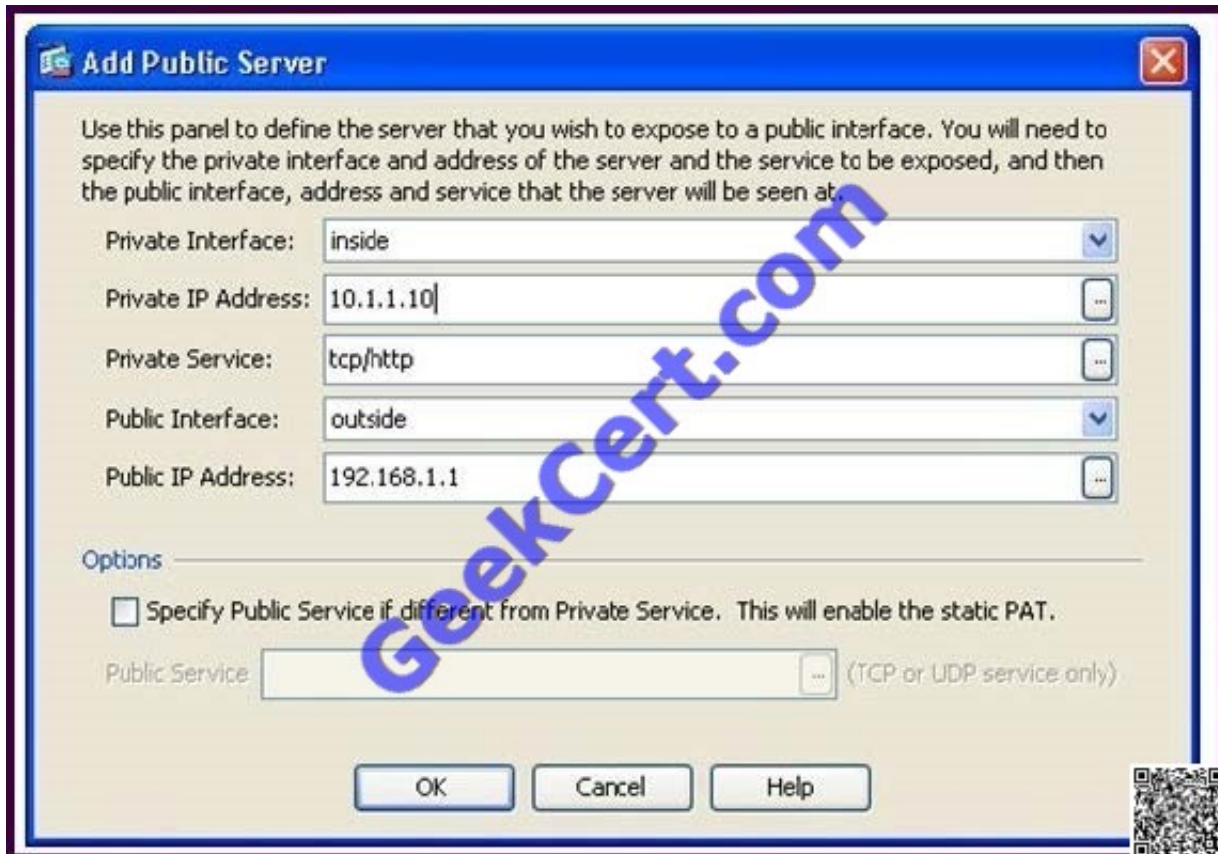 Add Public Server
Use this panel to define the server that you wish to expose to a public interface. You will need to
specify the private interface and address of the server and the service to be exposed, and then
the public interface, address and service that the server will be seen at.
Private Interface: inside
Private IP Address: 10.1.1.10
Private Service: tcp/http
Public Interface: outside
Public IP Address: 192.168.1.1
Options
Specify Public Service if different from Private Service. This will enable the static PAT.
Public Service ... (TCP or UDP service only)
OK Cancel Help
GeekCert.com